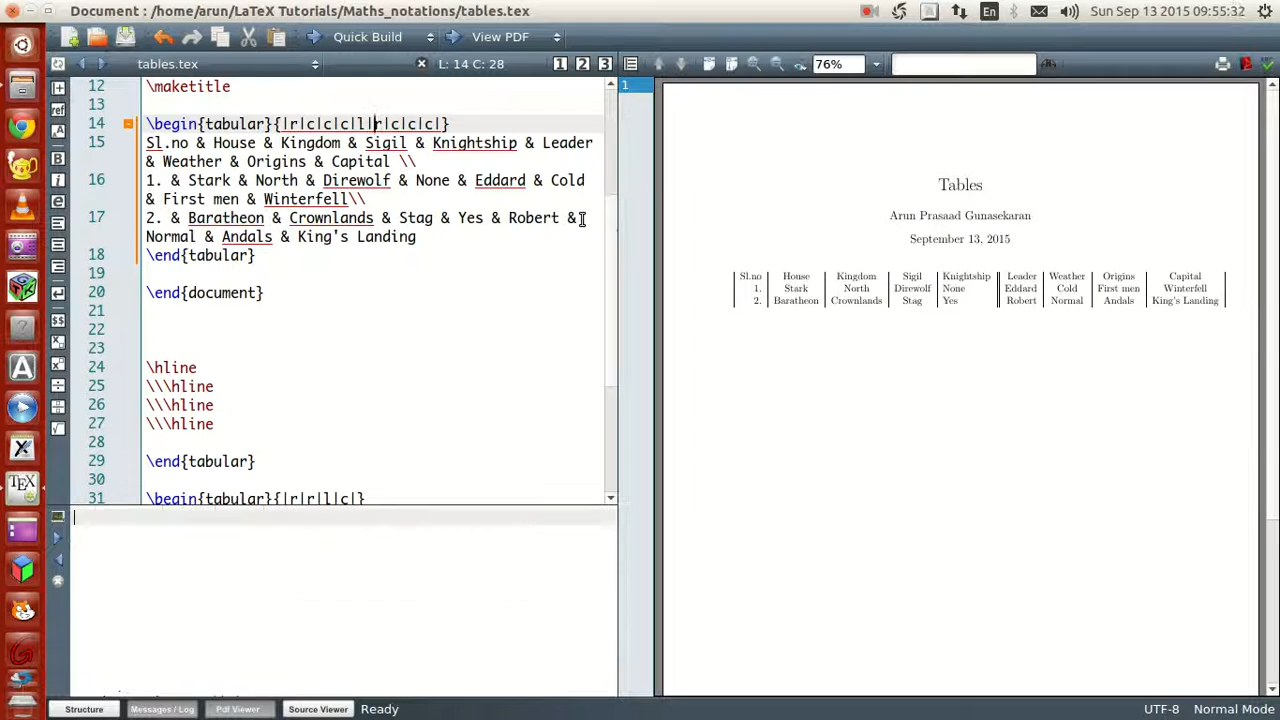 Document : /home/arun/LaTeX Tutorials/Maths_notations/tables.tex
En
Sun Sep 13 2015 09:55:32
Quick Build
View PDF
tables.tex
L: 14 C: 28
1 2 3
76%
12 \maketitle
13
14 \begin{tabular}{|r|c|c|c|l||r|c|c|c|}
15 Sl.no & House & Kingdom & Sigil & Knightship & Leader
& Weather & Origins & Capital \\
16 1. & Stark & North & Direwolf & None & Eddard & Cold
& First men & Winterfell\\
17 2. & Baratheon & Crownlands & Stag & Yes & Robert &
Normal & Andals & King's Landing
18 \end{tabular}
19
20 \end{document}
21
22
23
24 \hline
25 \\\hline
26 \\\hline
27 \\\hline
28
29 \end{tabular}
30
31 \begin{tabular}{|r|r|l|c|}
1
Tables
Arun Prasaad Gunasekaran
September 13, 2015
Sl.no House Kingdom Sigil Knightship Leader Weather Origins Capital
1. Stark North Direwolf None Eddard Cold First men Winterfell
2. Baratheon Crownlands Stag Yes Robert Normal Andals King's Landing
Structure
Messages / Log
Pdf Viewer
Source Viewer
Ready
UTF-8
Normal Mode